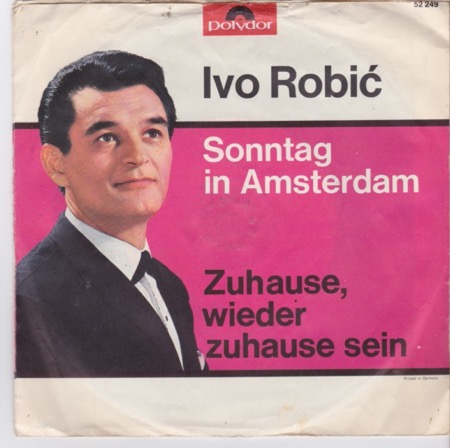 52 249
Polydor
Ivo Robić
Sonntag
in Amsterdam
Zuhause,
wieder
zuhause sein
Printed in Germany